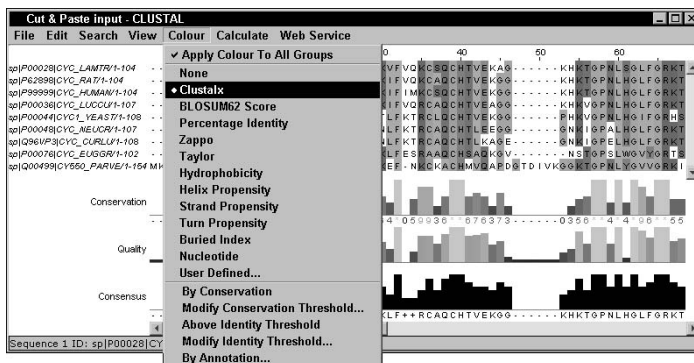 Cut & Paste input - CLUSTAL
File Edit Search View Colour Calculate Web Service
✓ Apply Colour To All Groups
None
Clustalx
BLOSUM62 Score
Percentage Identity
Zappo
Taylor
Hydrophobicity
Helix Propensity
Strand Propensity
Turn Propensity
Buried Index
Nucleotide
User Defined...
By Conservation
Modify Conservation Threshold...
Above Identity Threshold
Modify Identity Threshold...
By Annotation...
40 50 60
sp|P00028|CYC_LAMTR/1-104
sp|P62898|CYC_RAT/1-104
sp|P99999|CYC_HUMAN/1-104
sp|P00036|CYC_LUCCU/1-107
sp|P00044|CYC1_YEAST/1-108
sp|P00048|CYC_NEUCR/1-107
sp|Q96VP3|CYC_CURLU/1-108
sp|P00076|CYC_EUGGR/1-102
sp|Q00499|CY550_PARVE/1-154
Conservation
Quality
Consensus
KLF++RCAQCHTVEKGG------KHKTGPNLHGLFGRKT
Sequence 1 ID: sp|P00028|CY